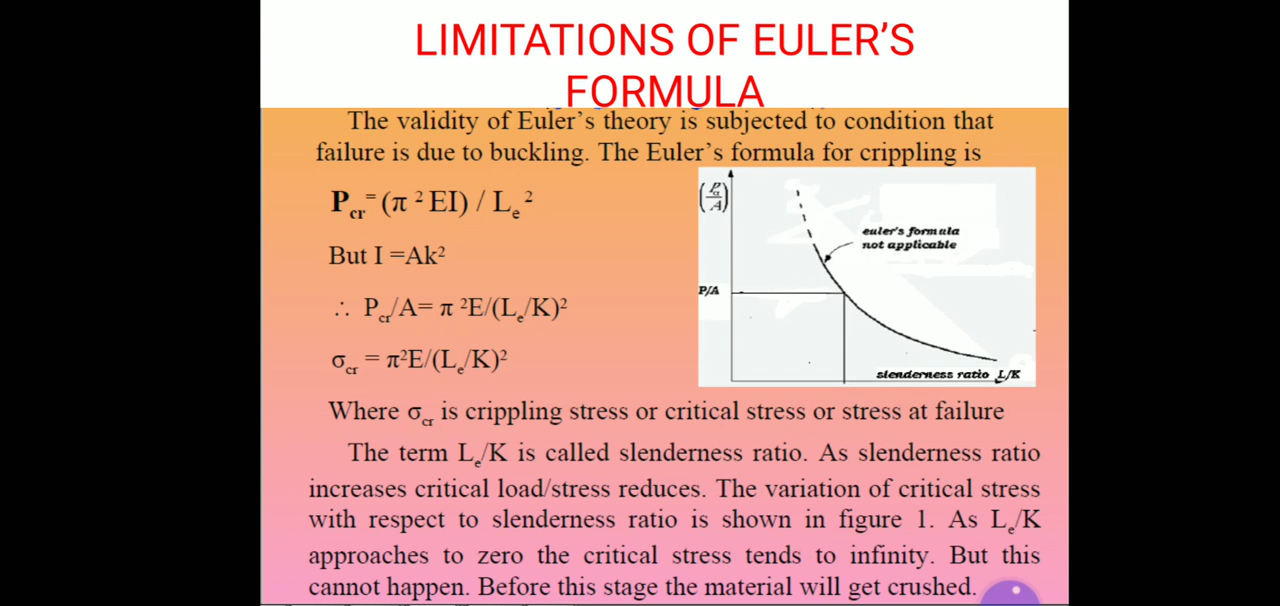 LIMITATIONS OF EULER’S
FORMULA
The validity of Euler’s theory is subjected to condition that
failure is due to buckling. The Euler’s formula for crippling is
Pcr = (π ² EI) / Le ²
But I =Ak²
∴ Pcr/A= π ²E/(Le/K)²
σcr = π²E/(Le/K)²
(Pcr/A)
euler's formula
not applicable
P/A
slenderness ratio L/K
Where σcr is crippling stress or critical stress or stress at failure
The term Le/K is called slenderness ratio. As slenderness ratio
increases critical load/stress reduces. The variation of critical stress
with respect to slenderness ratio is shown in figure 1. As Le/K
approaches to zero the critical stress tends to infinity. But this
cannot happen. Before this stage the material will get crushed.